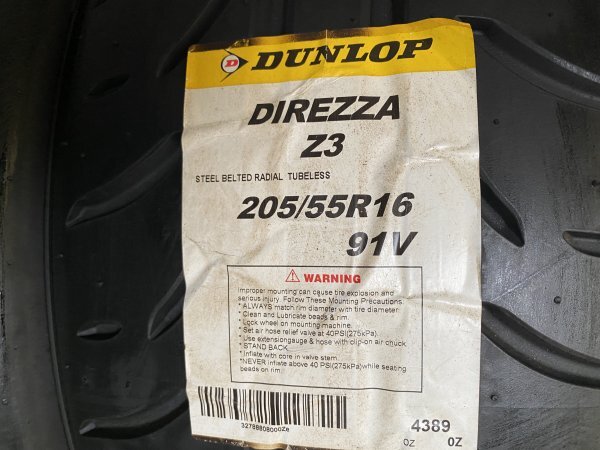 D DUNLOP
DIREZZA
Z3
STEEL BELTED RADIAL TUBELESS
205/55R16
91V
WARNING
Improper mounting can cause tire explosion and
serious injury. Follow These Mounting Precautions:
* ALWAYS match rim diameter with tire diameter
* Clean and Lubricate beads & rim.
* Lock wheel on mounting machine.
* Set air hose relief valve at 40PSI(275kPa).
* Use extensiongauge & hose with clip-on air chuck
* STAND BACK
* Inflate with core in valve stem.
*NEVER inflate above 40 PSI(275kPa)while seating
beads on rim.
4389
OZ OZ